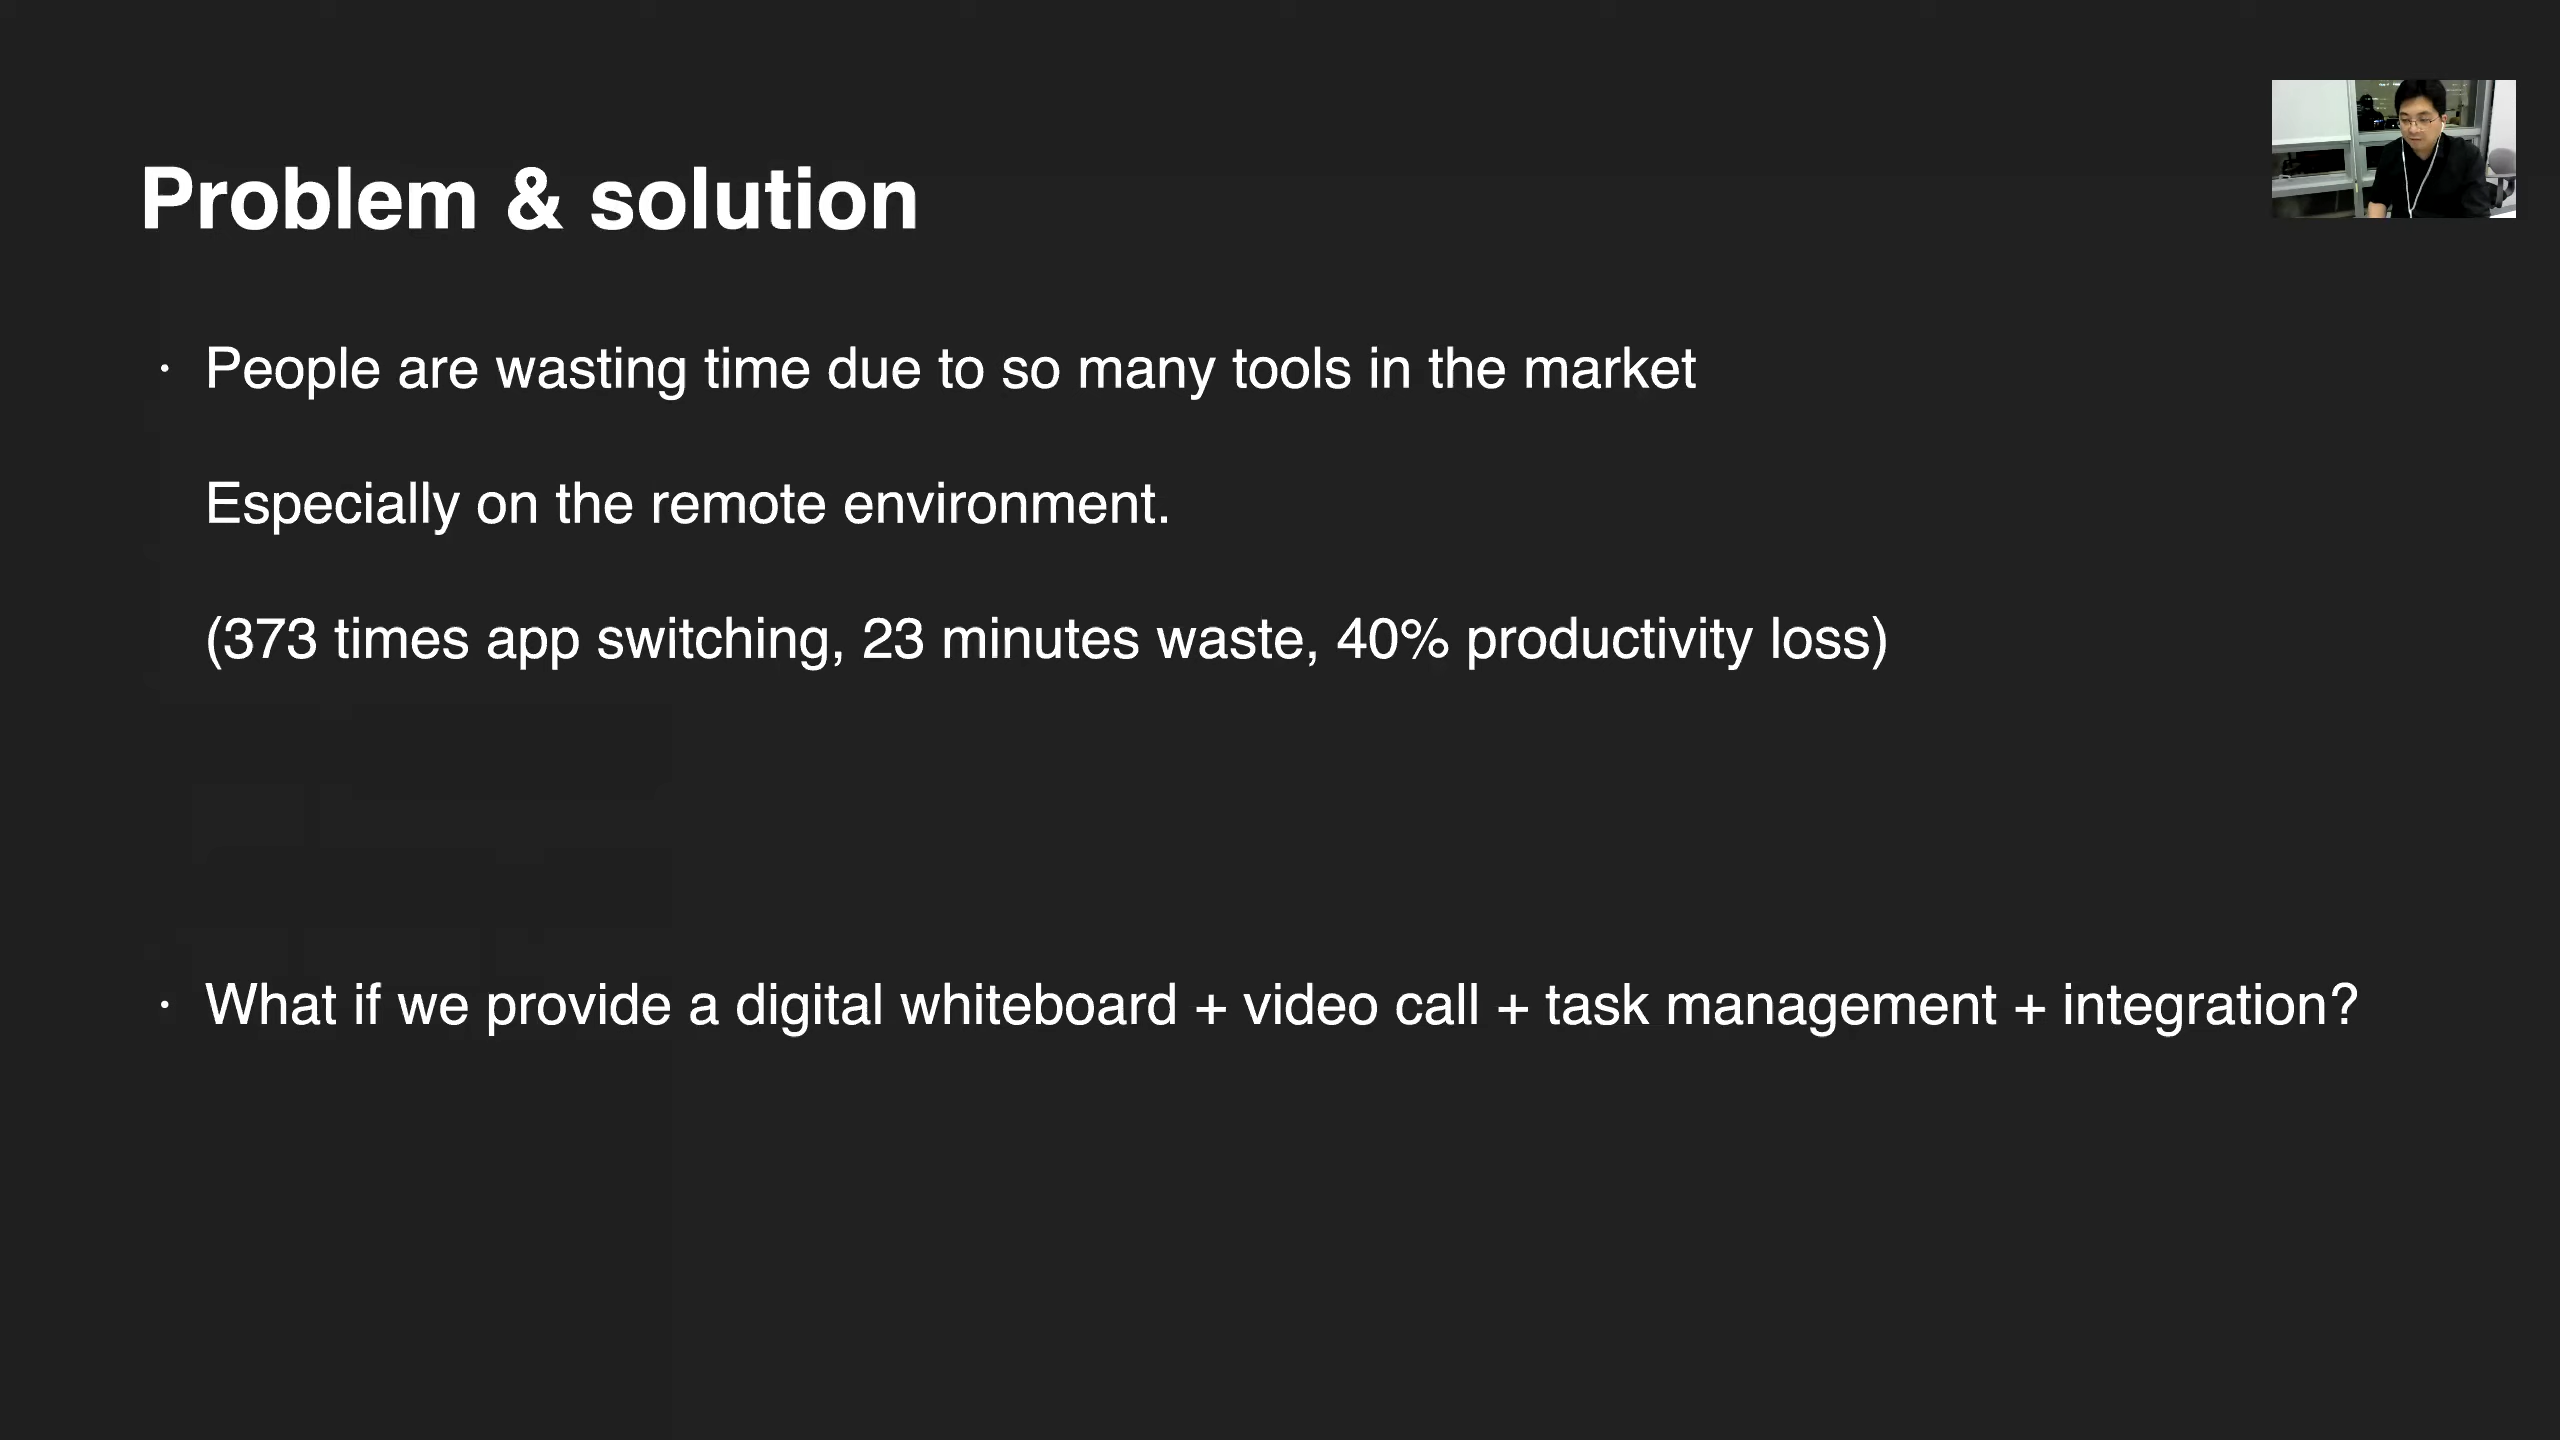 Problem & solution
· People are wasting time due to so many tools in the market
Especially on the remote environment.
(373 times app switching, 23 minutes waste, 40% productivity loss)
· What if we provide a digital whiteboard + video call + task management + integration?